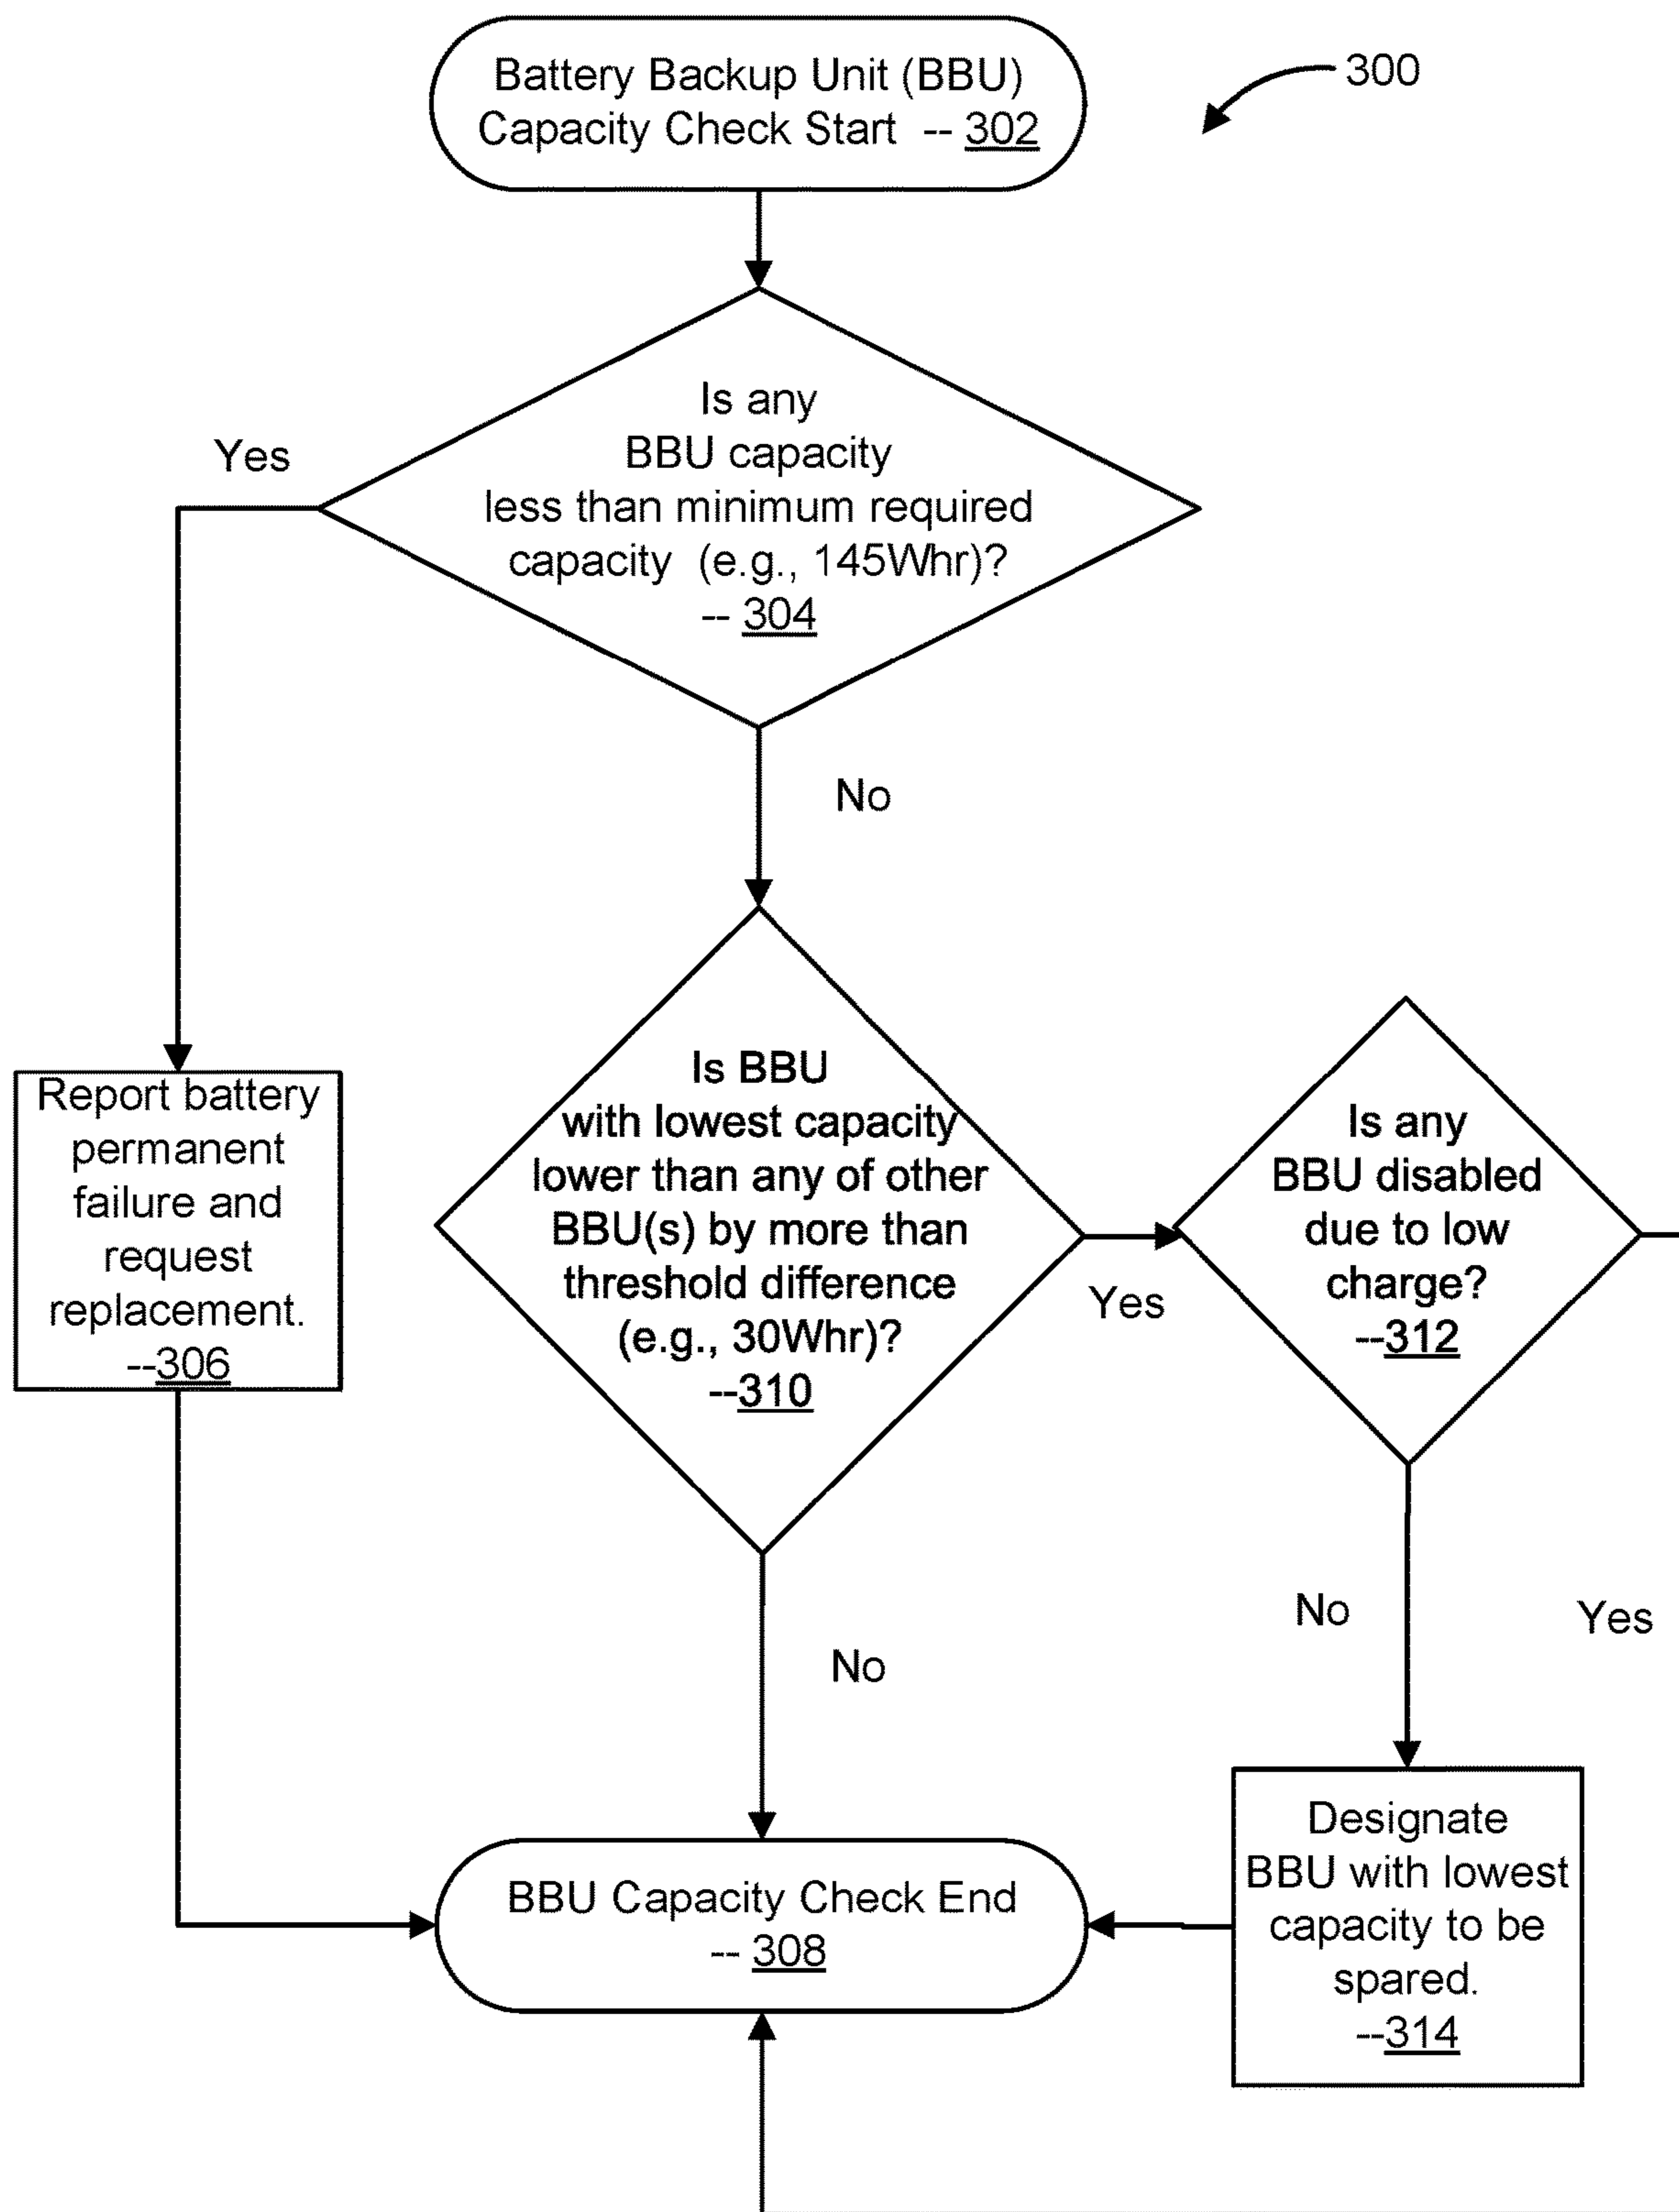 Battery Backup Unit (BBU)
Capacity Check Start -- 302
300
Is any
BBU capacity
less than minimum required
capacity (e.g., 145Whr)?
-- 304
Yes
No
Report battery
permanent
failure and
request
replacement.
--306
Is BBU
with lowest capacity
lower than any of other
BBU(s) by more than
threshold difference
(e.g., 30Whr)?
--310
Yes
Is any
BBU disabled
due to low
charge?
--312
No
No
Yes
Designate
BBU with lowest
capacity to be
spared.
--314
BBU Capacity Check End
-- 308